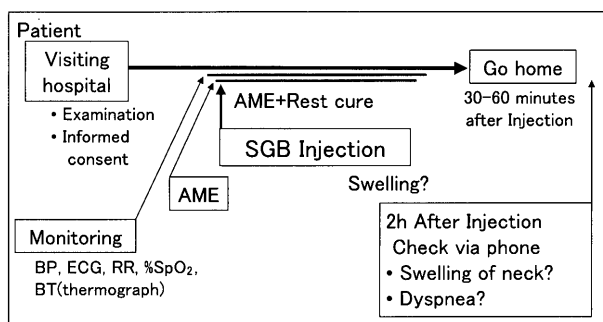 Patient
Visiting
hospital
• Examination
• Informed
consent
Go home
30-60 minutes
after Injection
AME+Rest cure
SGB Injection
AME
Swelling?
Monitoring
BP, ECG, RR, %SpO₂,
BT(thermograph)
2h After Injection
Check via phone
• Swelling of neck?
• Dyspnea?